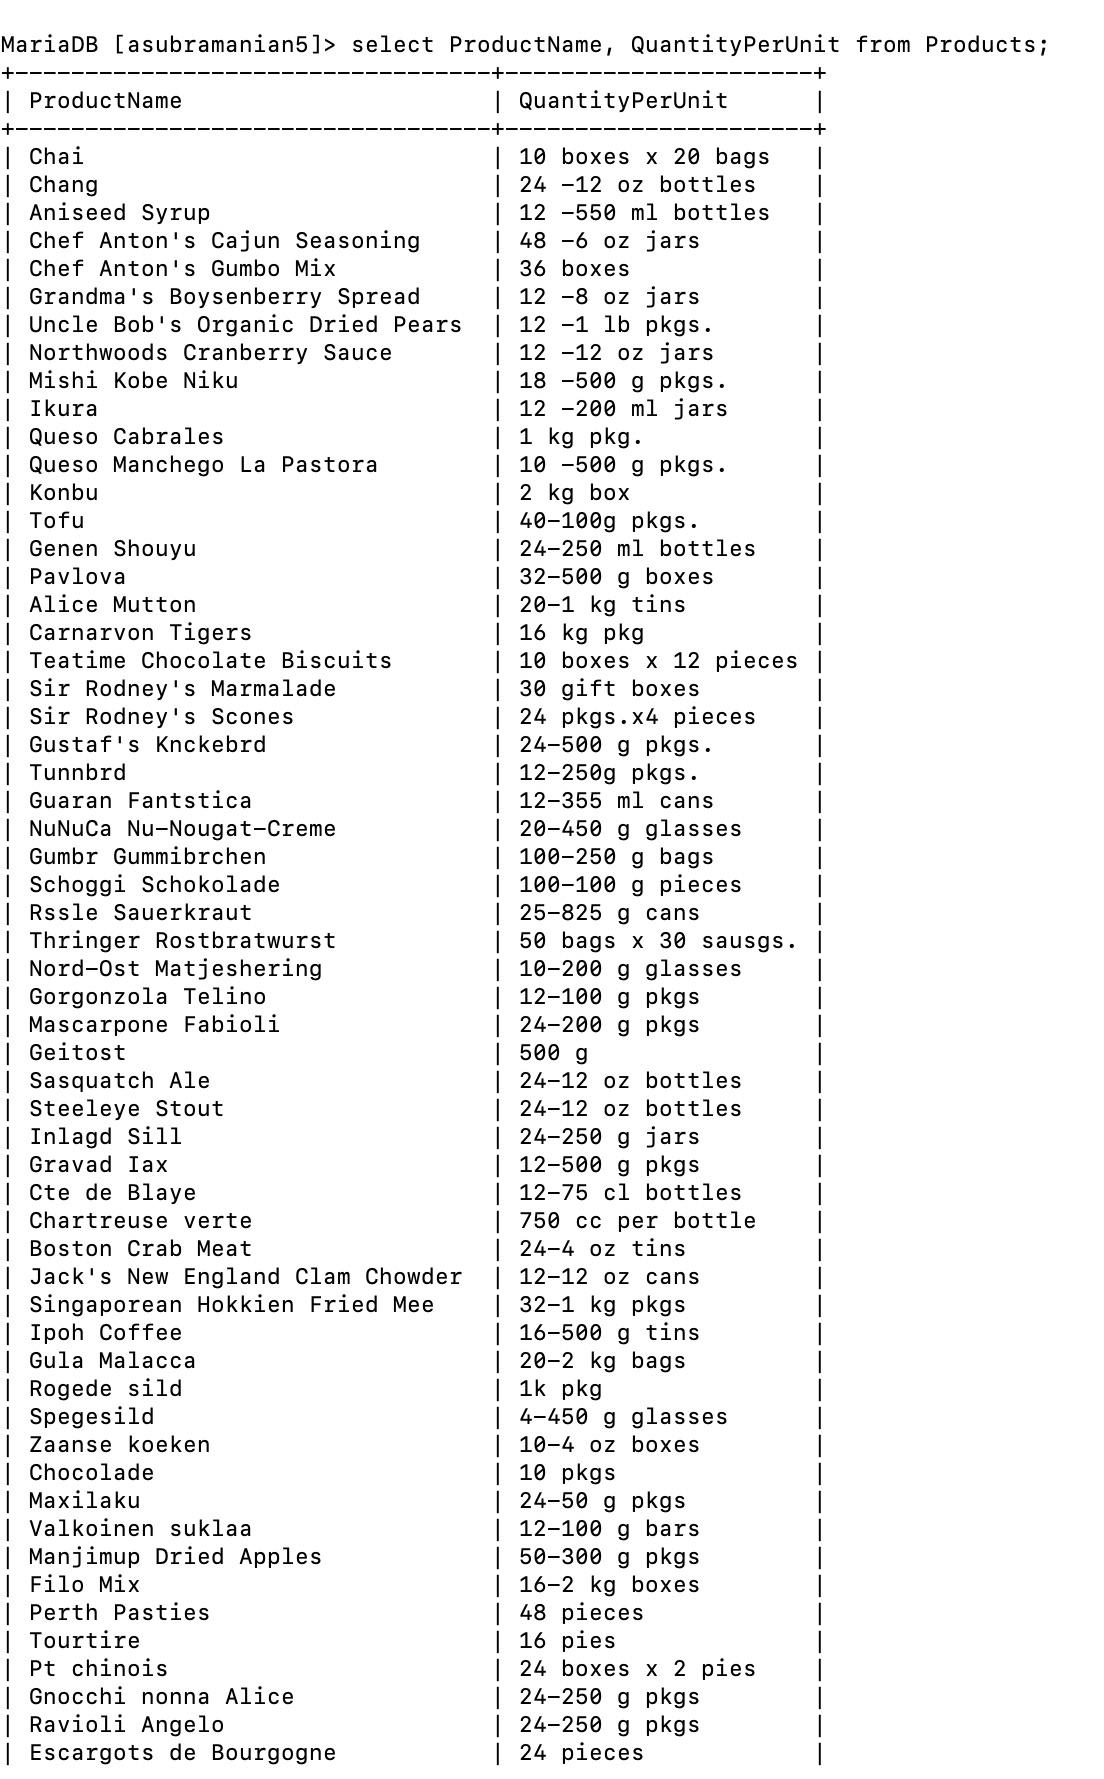 MariaDB [asubramanian5]> select ProductName, QuantityPerUnit from Products;
+----------------------------------+----------------------+
| ProductName                      | QuantityPerUnit      |
+----------------------------------+----------------------+
| Chai                             | 10 boxes x 20 bags   |
| Chang                            | 24 -12 oz bottles    |
| Aniseed Syrup                    | 12 -550 ml bottles   |
| Chef Anton's Cajun Seasoning     | 48 -6 oz jars        |
| Chef Anton's Gumbo Mix           | 36 boxes             |
| Grandma's Boysenberry Spread     | 12 -8 oz jars        |
| Uncle Bob's Organic Dried Pears  | 12 -1 lb pkgs.       |
| Northwoods Cranberry Sauce       | 12 -12 oz jars       |
| Mishi Kobe Niku                  | 18 -500 g pkgs.      |
| Ikura                            | 12 -200 ml jars      |
| Queso Cabrales                   | 1 kg pkg.            |
| Queso Manchego La Pastora        | 10 -500 g pkgs.      |
| Konbu                            | 2 kg box             |
| Tofu                             | 40-100g pkgs.        |
| Genen Shouyu                     | 24-250 ml bottles    |
| Pavlova                          | 32-500 g boxes       |
| Alice Mutton                     | 20-1 kg tins         |
| Carnarvon Tigers                 | 16 kg pkg            |
| Teatime Chocolate Biscuits       | 10 boxes x 12 pieces |
| Sir Rodney's Marmalade           | 30 gift boxes        |
| Sir Rodney's Scones              | 24 pkgs.x4 pieces    |
| Gustaf's Knckebrd                | 24-500 g pkgs.       |
| Tunnbrd                          | 12-250g pkgs.        |
| Guaran Fantstica                 | 12-355 ml cans       |
| NuNuCa Nu-Nougat-Creme           | 20-450 g glasses     |
| Gumbr Gummibrchen                | 100-250 g bags       |
| Schoggi Schokolade               | 100-100 g pieces     |
| Rssle Sauerkraut                 | 25-825 g cans        |
| Thringer Rostbratwurst           | 50 bags x 30 sausgs. |
| Nord-Ost Matjeshering            | 10-200 g glasses     |
| Gorgonzola Telino                | 12-100 g pkgs        |
| Mascarpone Fabioli               | 24-200 g pkgs        |
| Geitost                          | 500 g                |
| Sasquatch Ale                    | 24-12 oz bottles     |
| Steeleye Stout                   | 24-12 oz bottles     |
| Inlagd Sill                      | 24-250 g jars        |
| Gravad Iax                       | 12-500 g pkgs        |
| Cte de Blaye                     | 12-75 cl bottles     |
| Chartreuse verte                 | 750 cc per bottle    |
| Boston Crab Meat                 | 24-4 oz tins         |
| Jack's New England Clam Chowder  | 12-12 oz cans        |
| Singaporean Hokkien Fried Mee    | 32-1 kg pkgs         |
| Ipoh Coffee                      | 16-500 g tins        |
| Gula Malacca                     | 20-2 kg bags         |
| Rogede sild                      | 1k pkg               |
| Spegesild                        | 4-450 g glasses      |
| Zaanse koeken                    | 10-4 oz boxes        |
| Chocolade                        | 10 pkgs              |
| Maxilaku                         | 24-50 g pkgs         |
| Valkoinen suklaa                 | 12-100 g bars        |
| Manjimup Dried Apples            | 50-300 g pkgs        |
| Filo Mix                         | 16-2 kg boxes        |
| Perth Pasties                    | 48 pieces            |
| Tourtire                         | 16 pies              |
| Pt chinois                       | 24 boxes x 2 pies    |
| Gnocchi nonna Alice              | 24-250 g pkgs        |
| Ravioli Angelo                   | 24-250 g pkgs        |
| Escargots de Bourgogne           | 24 pieces            |